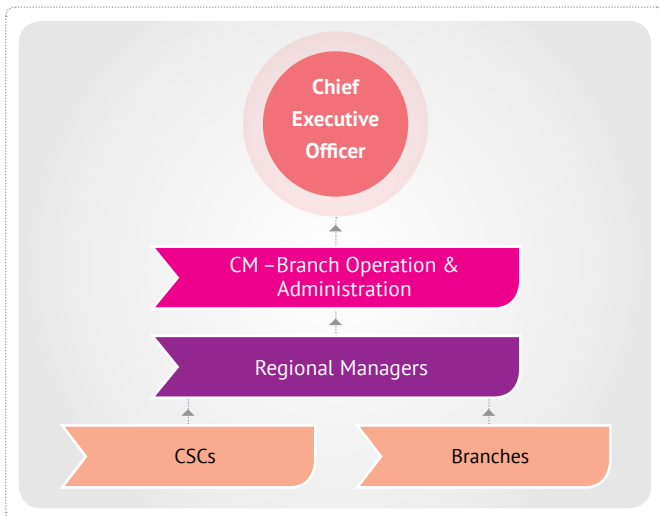 Chief
Executive
Officer
CM –Branch Operation &
Administration
Regional Managers
CSCs
Branches